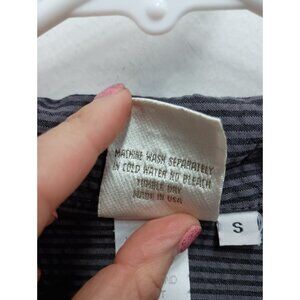 MACHINE WASH SEPARATELY
IN COLD WATER NO BLEACH
TUMBLE DRY
MADE IN USA
S